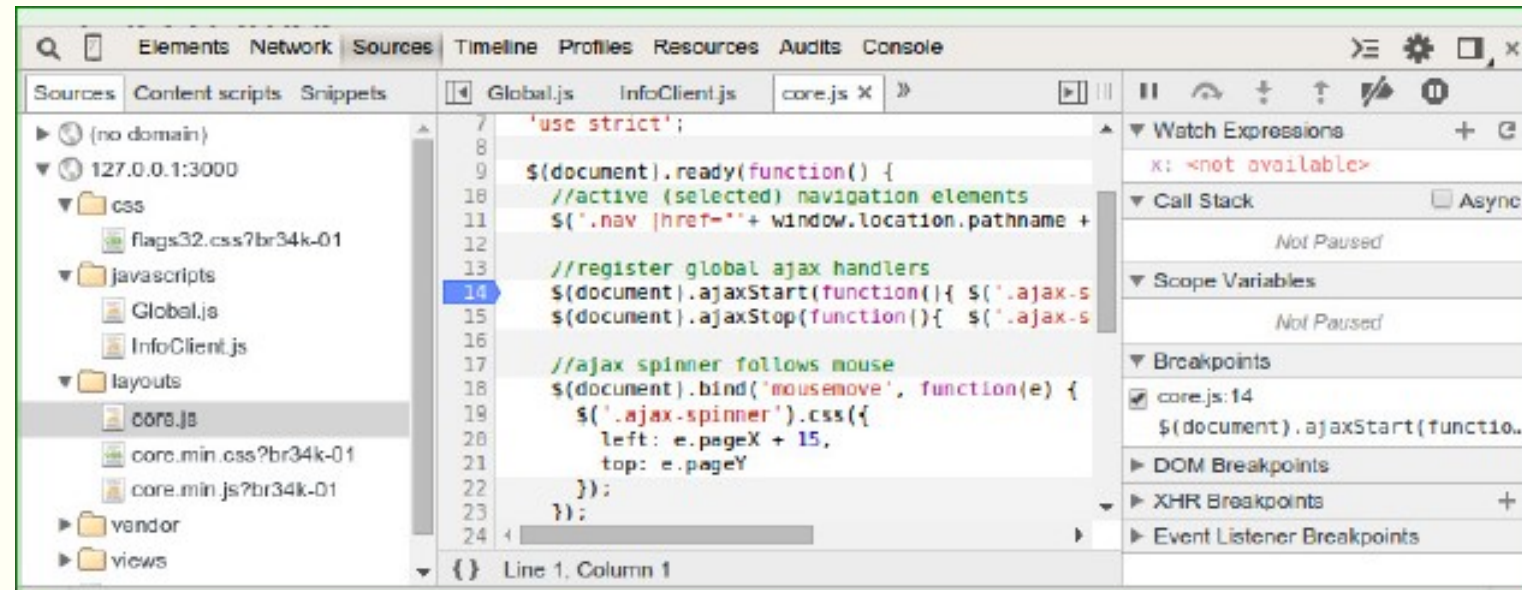 Elements Network Sources Timeline Profiles Resources Audits Console
Sources Content scripts Snippets
(no domain)
127.0.0.1:3000
css
flags32.css?br34k-01
javascripts
Global.js
InfoClient.js
layouts
core.js
core.min.css?br34k-01
core.min.js?br34k-01
vendor
views
Global.js InfoClient.js core.js ×
7 'use strict';
8
9 $(document).ready(function() {
10 //active (selected) navigation elements
11 $('.nav [href="'+ window.location.pathname +
12
13 //register global ajax handlers
14 $(document).ajaxStart(function(){ $('.ajax-s
15 $(document).ajaxStop(function(){ $('.ajax-s
16
17 //ajax spinner follows mouse
18 $(document).bind('mousemove', function(e) {
19 $('.ajax-spinner').css({
20 left: e.pageX + 15,
21 top: e.pageY
22 });
23 });
24
{} Line 1, Column 1
Watch Expressions
x: <not available>
Call Stack Async
Not Paused
Scope Variables
Not Paused
Breakpoints
core.js:14
$(document).ajaxStart(functio…
DOM Breakpoints
XHR Breakpoints
Event Listener Breakpoints